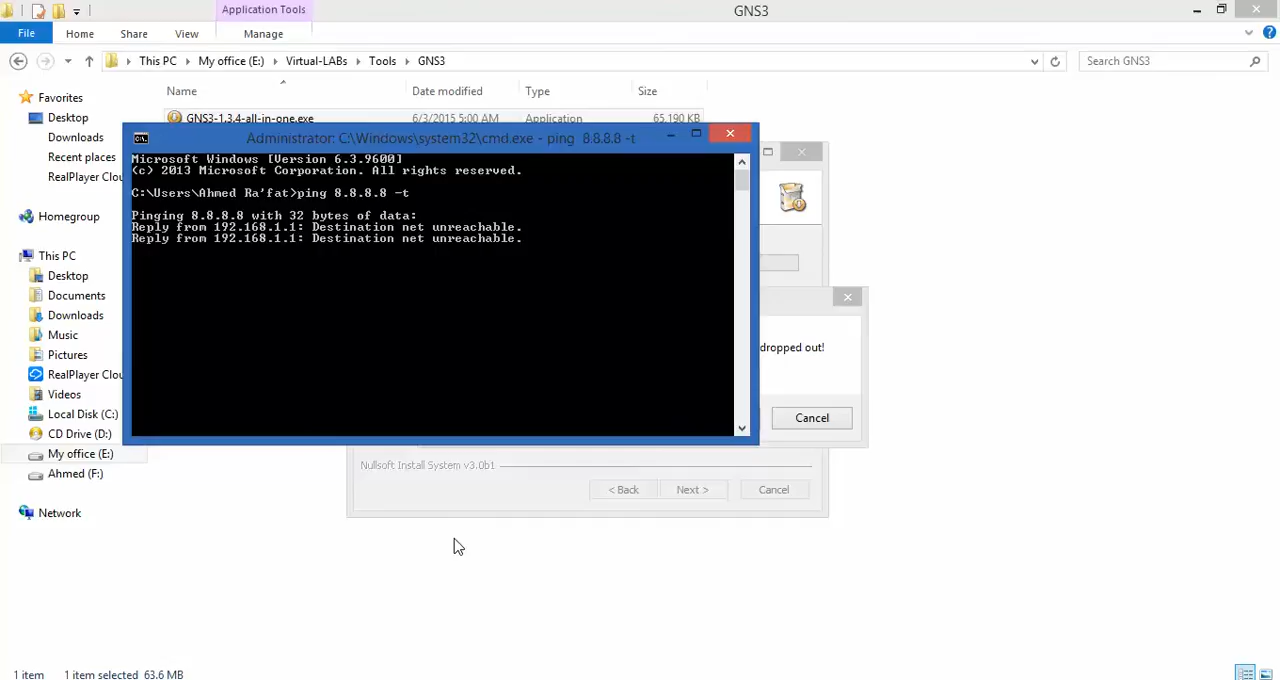 Application Tools
GNS3
File
Home
Share
View
Manage
This PC
My office (E:)
Virtual-LABs
Tools
GNS3
Search GNS3
Name
Date modified
Type
Size
GNS3-1.3.4-all-in-one.exe
6/3/2015 5:00 AM
Application
65,190 KB
Favorites
Desktop
Downloads
Recent places
RealPlayer Clou
Homegroup
This PC
Desktop
Documents
Downloads
Music
Pictures
RealPlayer Clou
Videos
Local Disk (C:)
CD Drive (D:)
My office (E:)
Ahmed (F:)
Network
Administrator: C:\Windows\system32\cmd.exe - ping 8.8.8.8 -t
Microsoft Windows [Version 6.3.9600]
(c) 2013 Microsoft Corporation. All rights reserved.
C:\Users\Ahmed Ra'fat>ping 8.8.8.8 -t
Pinging 8.8.8.8 with 32 bytes of data:
Reply from 192.168.1.1: Destination net unreachable.
Reply from 192.168.1.1: Destination net unreachable.
dropped out!
Cancel
Nullsoft Install System v3.0b1
< Back
Next >
Cancel
1 item
1 item selected 63.6 MB